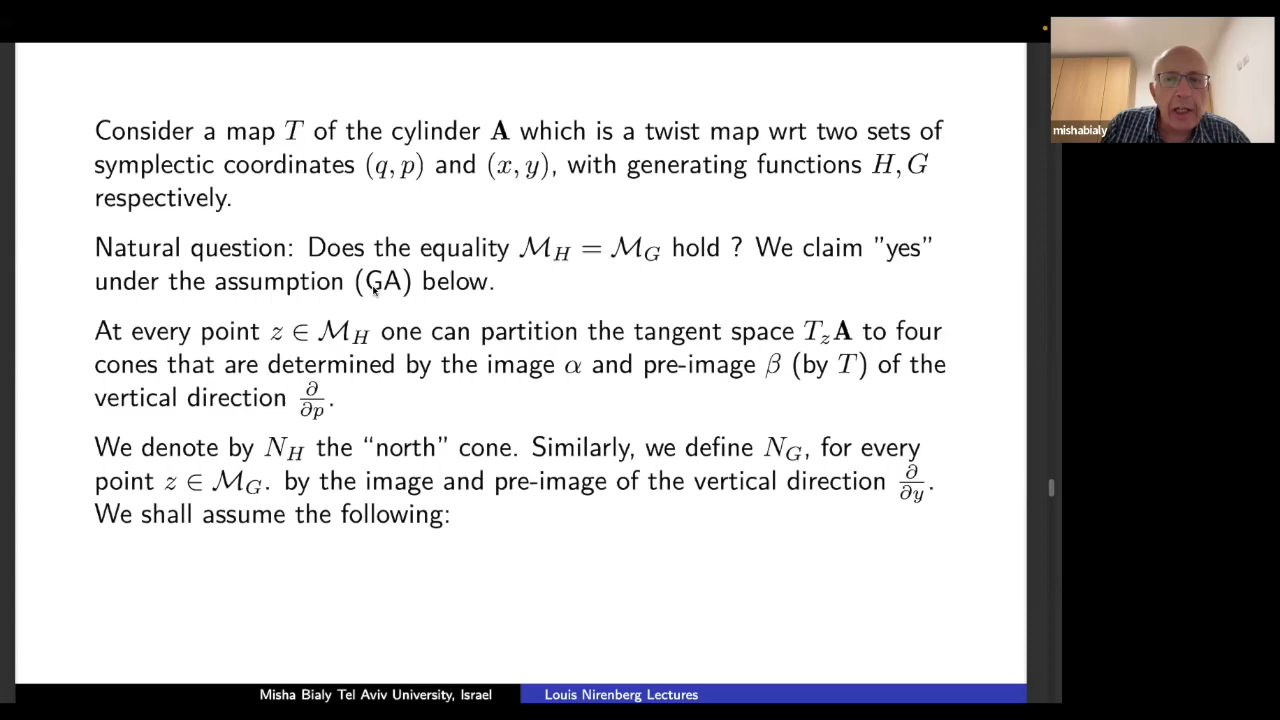 Consider a map T of the cylinder A which is a twist map wrt two sets of
symplectic coordinates (q, p) and (x, y), with generating functions H, G
respectively.
Natural question: Does the equality ℳ_H = ℳ_G hold ? We claim "yes"
under the assumption (GA) below.
At every point z ∈ ℳ_H one can partition the tangent space T_z A to four
cones that are determined by the image α and pre-image β (by T) of the
vertical direction ∂/∂p.
We denote by N_H the “north” cone. Similarly, we define N_G, for every
point z ∈ ℳ_G. by the image and pre-image of the vertical direction ∂/∂y.
We shall assume the following:
Misha Bialy Tel Aviv University, Israel
Louis Nirenberg Lectures
mishabialy